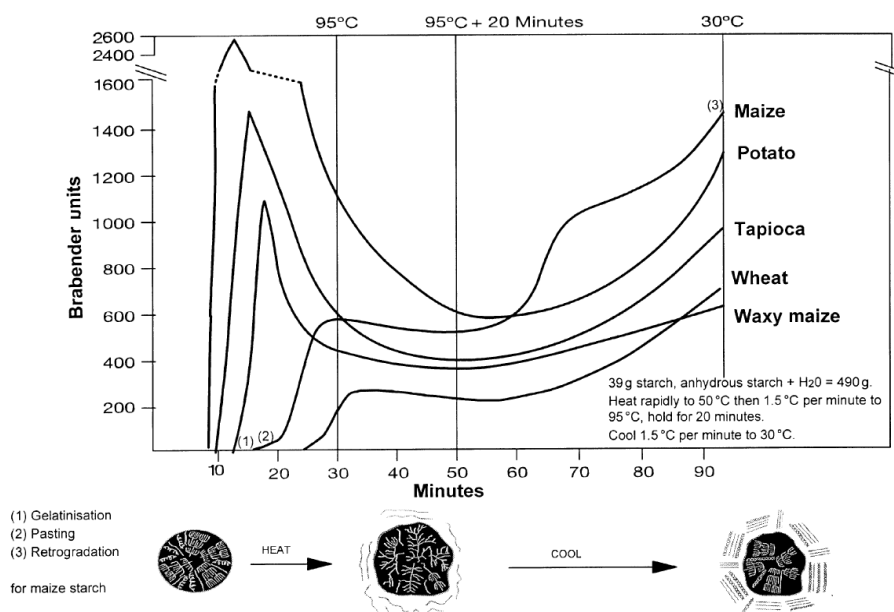 95°C
95°C + 20 Minutes
30°C
2600
2400
1600
1400
1200
1000
800
600
400
200
Brabender units
(3)
Maize
Potato
Tapioca
Wheat
Waxy maize
39g starch, anhydrous starch + H20 = 490g.
Heat rapidly to 50°C then 1.5°C per minute to
95°C, hold for 20 minutes.
Cool 1.5°C per minute to 30°C.
(1) (2)
10 20 30 40 50 60 70 80 90
Minutes
(1) Gelatinisation
(2) Pasting
(3) Retrogradation
for maize starch
HEAT
COOL